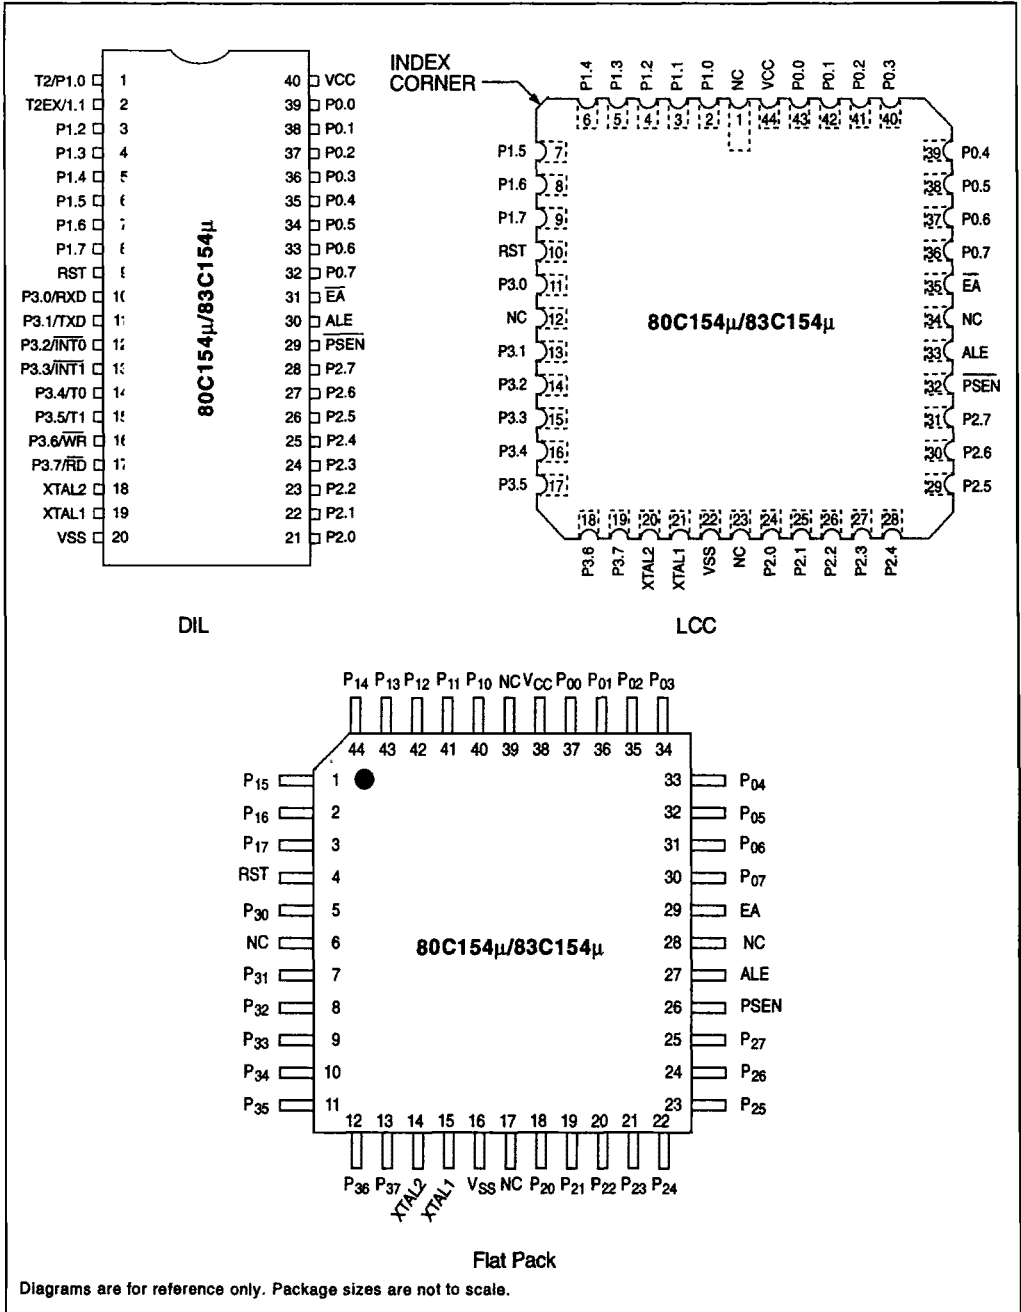 T2/P1.0 1 40 VCC
T2EX/1.1 2 39 P0.0
P1.2 3 38 P0.1
P1.3 4 37 P0.2
P1.4 36 P0.3
P1.5 35 P0.4
P1.6 34 P0.5
P1.7 33 P0.6
RST 32 P0.7
P3.0/RXD 31 EA
P3.1/TXD 30 ALE
P3.2/INT0 29 PSEN
P3.3/INT1 28 P2.7
P3.4/T0 27 P2.6
P3.5/T1 26 P2.5
P3.6/WR 16 25 P2.4
P3.7/RD 24 P2.3
XTAL2 18 23 P2.2
XTAL1 19 22 P2.1
VSS 20 21 P2.0
80C154µ/83C154µ
DIL
INDEX
CORNER
P1.4 P1.3 P1.2 P1.1 P1.0 NC VCC P0.0 P0.1 P0.2 P0.3
6 5 4 3 2 1 44 43 42 41 40
P1.5 7 39 P0.4
P1.6 8 38 P0.5
P1.7 9 37 P0.6
RST 10 36 P0.7
P3.0 11 35 EA
NC 12 34 NC
80C154µ/83C154µ
P3.1 13 33 ALE
P3.2 14 32 PSEN
P3.3 15 31 P2.7
P3.4 16 30 P2.6
P3.5 17 29 P2.5
18 19 20 21 22 23 24 25 26 27 28
P3.6 P3.7 XTAL2 XTAL1 VSS NC P2.0 P2.1 P2.2 P2.3 P2.4
LCC
P14 P13 P12 P11 P10 NC VCC P00 P01 P02 P03
44 43 42 41 40 39 38 37 36 35 34
P15 1 33 P04
P16 2 32 P05
P17 3 31 P06
RST 4 30 P07
P30 5 29 EA
NC 6 28 NC
80C154µ/83C154µ
P31 7 27 ALE
P32 8 26 PSEN
P33 9 25 P27
P34 10 24 P26
P35 11 23 P25
12 13 14 15 16 17 18 19 20 21 22
P36 P37 XTAL2 XTAL1 VSS NC P20 P21 P22 P23 P24
Flat Pack
Diagrams are for reference only. Package sizes are not to scale.